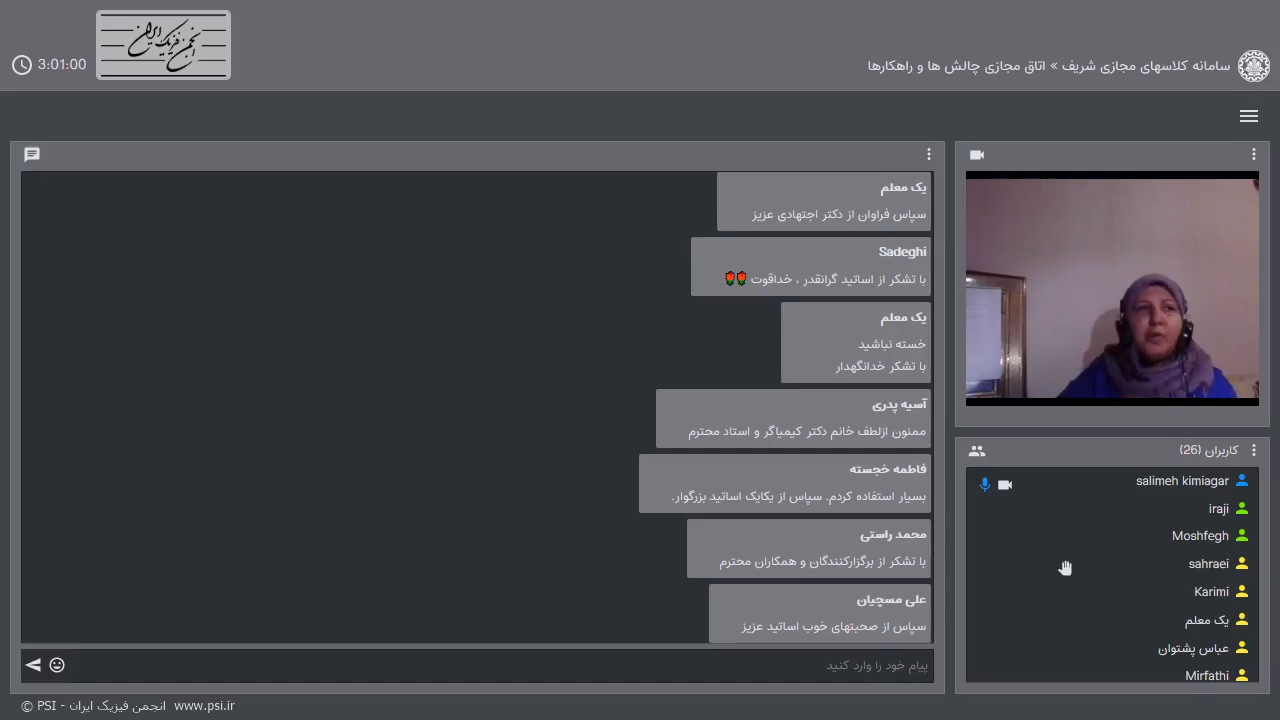 3:01:00
انجمن فیزیک ایران
سامانه کلاسهای مجازی شریف » اتاق مجازی چالش ها و راهکارها
یک معلم
سپاس فراوان از دکتر اجتهادی عزیز
Sadeghi
با تشکر از اساتید گرانقدر ، خداقوت 🌹🌹
یک معلم
خسته نباشید
با تشکر خدانگهدار
آسیه پدری
ممنون ازلطف خانم دکتر کیمیاگر و استاد محترم
فاطمه خجسته
بسیار استفاده کردم. سپاس از یکایک اساتید بزرگوار.
محمد راستی
با تشکر از برگزارکنندگان و همکاران محترم
علی مسچیان
سپاس از صحبتهای خوب اساتید عزیز
پیام خود را وارد کنید
کاربران (26)
salimeh kimiagar
iraji
Moshfegh
sahraei
Karimi
یک معلم
عباس پشتوان
Mirfathi
© PSI - انجمن فیزیک ایران www.psi.ir